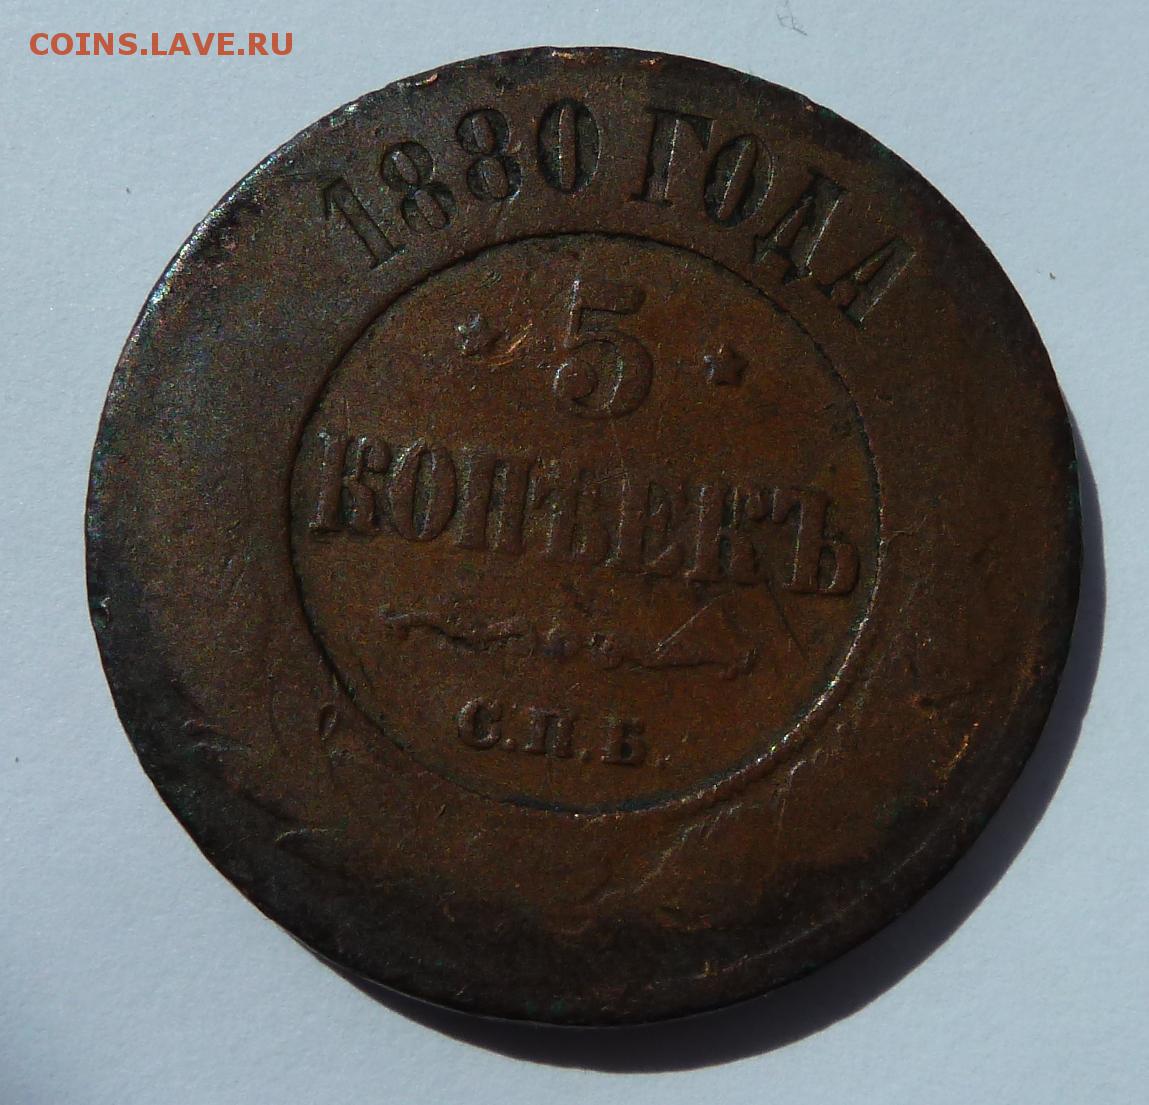 COINS.LAVE.RU
1880 ГОДА
5
КОПѢЕКЪ
С.П.Б.